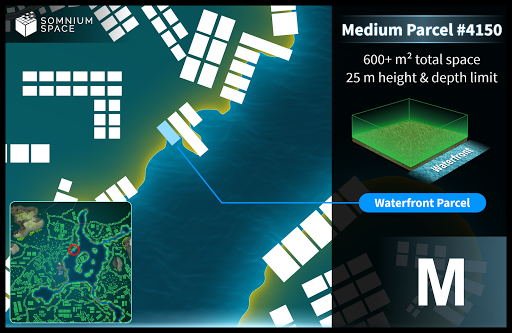 SOMNIUM
SPACE
Medium Parcel #4150
600+ m² total space
25 m height & depth limit
Waterfront
Waterfront Parcel
M